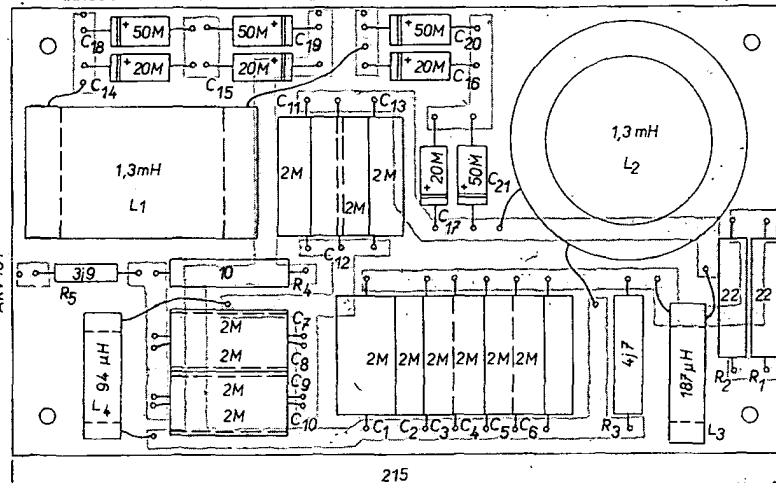 C18 50M 50M C19 50M C20
20M 20M 20M
C14 C15 C16
C11 C13
1,3mH 1,3 mH
L1 L2
2M 2M 2M
20M 50M C21
C17
C12
3j9 10
R5 R4
22 22
2M C7
2M C8
2M C9
2M C10
94 µH
L4
2M 2M 2M 2M 2M
4j7
187µH
R2 R1
C1 C2 C3 C4 C5 C6 R3 L3
215